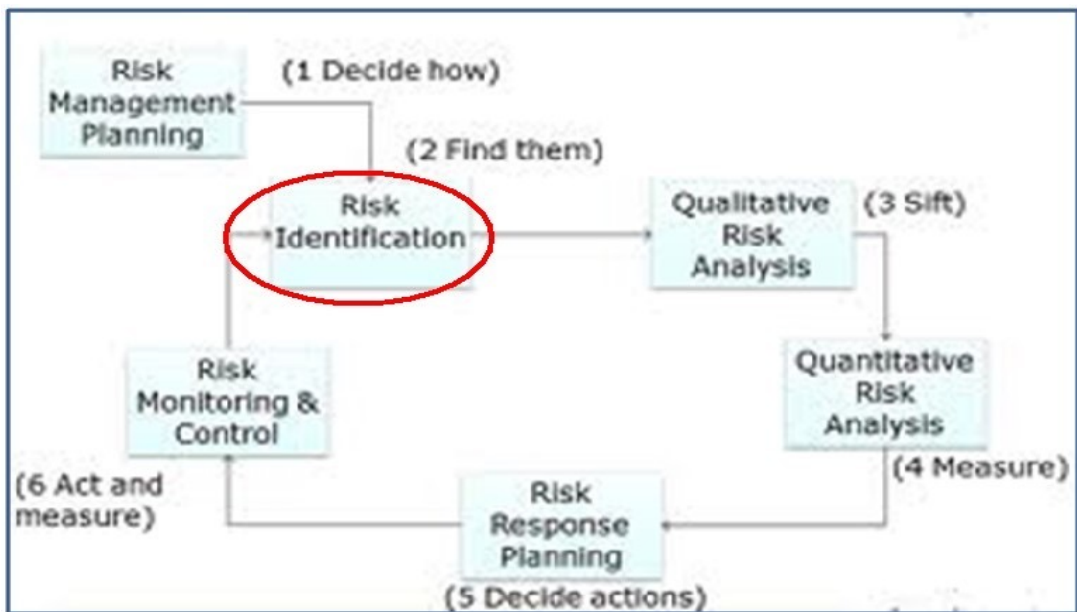 Risk
Management
Planning
(1 Decide how)
(2 Find them)
Risk
Identification
Qualitative
Risk
Analysis
(3 Sift)
Quantitative
Risk
Analysis
(4 Measure)
Risk
Response
Planning
(5 Decide actions)
Risk
Monitoring &
Control
(6 Act and
measure)